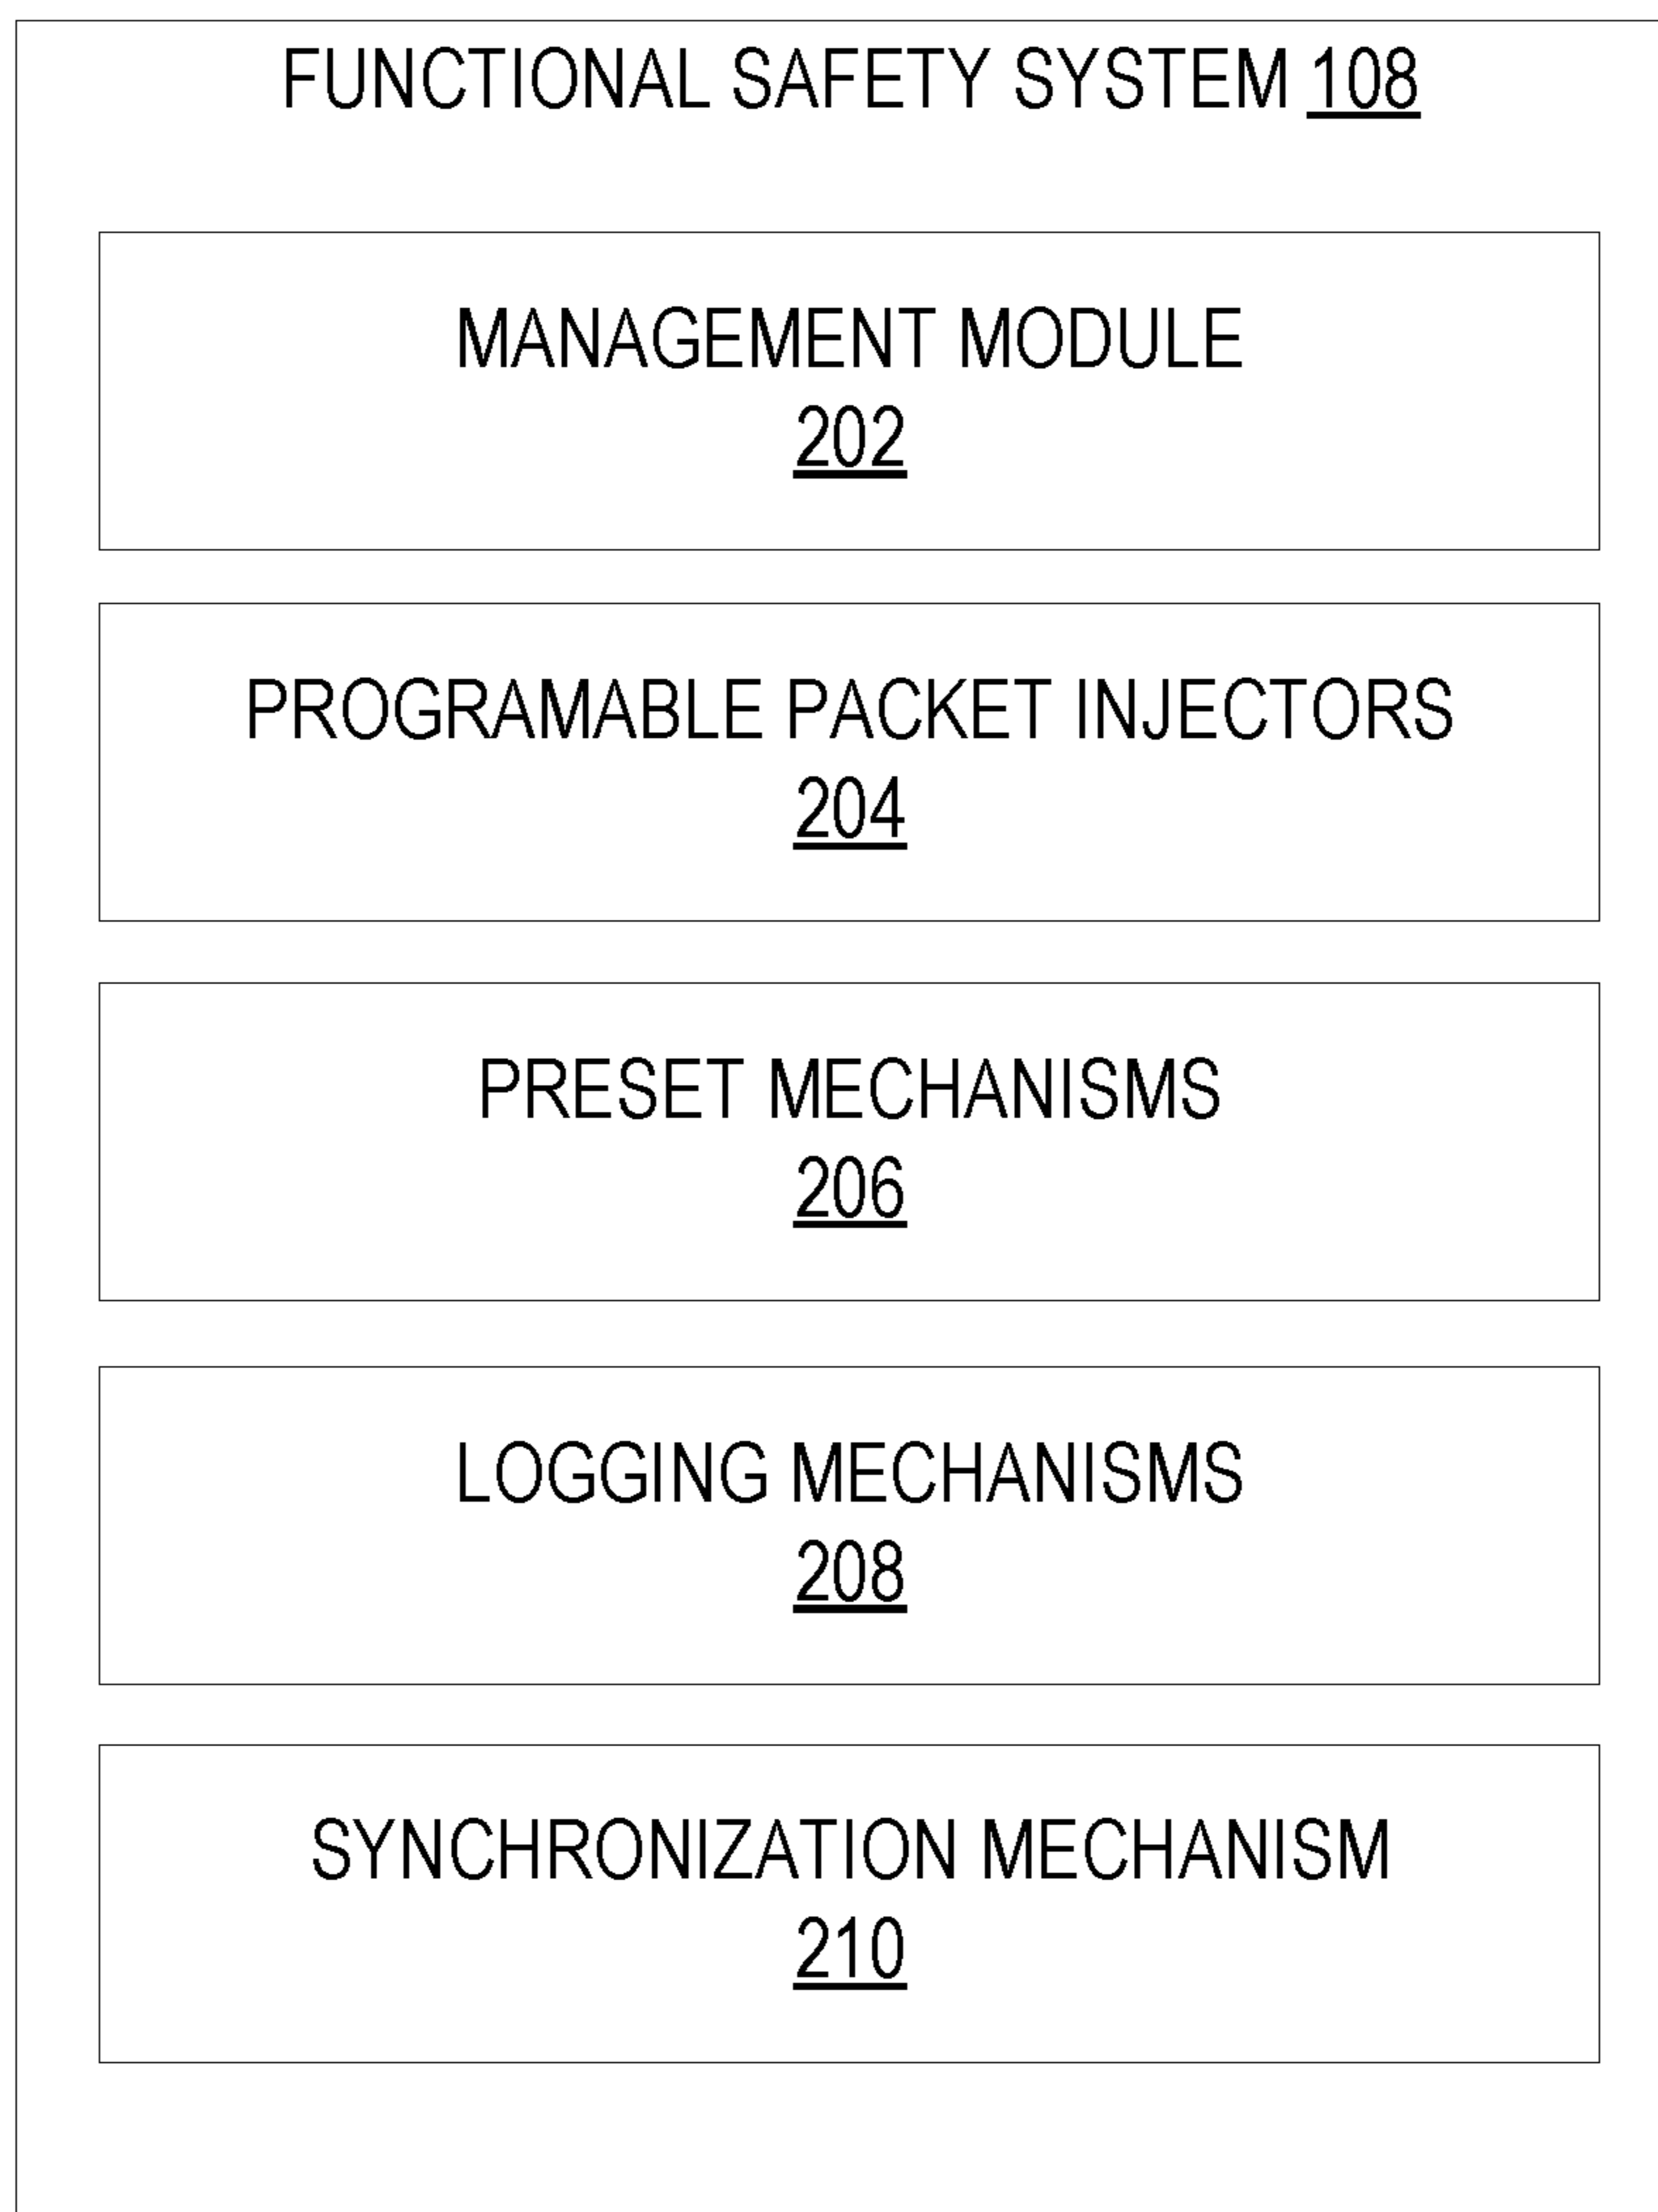 FUNCTIONAL SAFETY SYSTEM 108
MANAGEMENT MODULE
202
PROGRAMABLE PACKET INJECTORS
204
PRESET MECHANISMS
206
LOGGING MECHANISMS
208
SYNCHRONIZATION MECHANISM
210